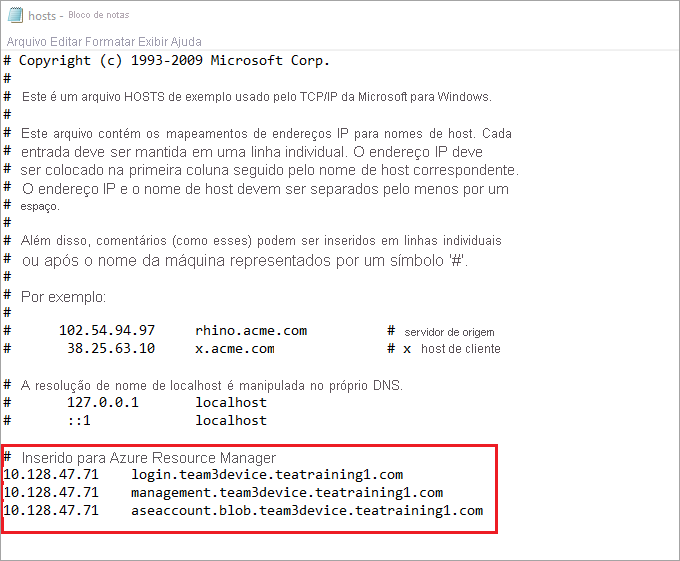 hosts - Bloco de notas
Arquivo Editar Formatar Exibir Ajuda
# Copyright (c) 1993-2009 Microsoft Corp.
#
# Este é um arquivo HOSTS de exemplo usado pelo TCP/IP da Microsoft para Windows.
#
# Este arquivo contém os mapeamentos de endereços IP para nomes de host. Cada
# entrada deve ser mantida em uma linha individual. O endereço IP deve
# ser colocado na primeira coluna seguido pelo nome de host correspondente.
# O endereço IP e o nome de host devem ser separados pelo menos por um
# espaço.
#
# Além disso, comentários (como esses) podem ser inseridos em linhas individuais
# ou após o nome da máquina representados por um símbolo '#'.
#
# Por exemplo:
#
# 102.54.94.97 rhino.acme.com # servidor de origem
# 38.25.63.10 x.acme.com # x host de cliente
# A resolução de nome de localhost é manipulada no próprio DNS.
# 127.0.0.1 localhost
# ::1 localhost
# Inserido para Azure Resource Manager
10.128.47.71 login.team3device.teatraining1.com
10.128.47.71 management.team3device.teatraining1.com
10.128.47.71 aseaccount.blob.team3device.teatraining1.com